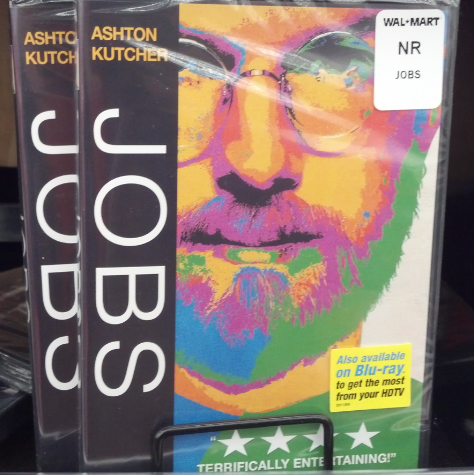 ASHTON
KUTCH
JOBS
ASHTON
KUTCHER
JOBS
WAL•MART
NR
JOBS
Also available
on Blu-ray
to get the most
from your HDTV
"★★★★
TERRIFICALLY ENTERTAINING!"